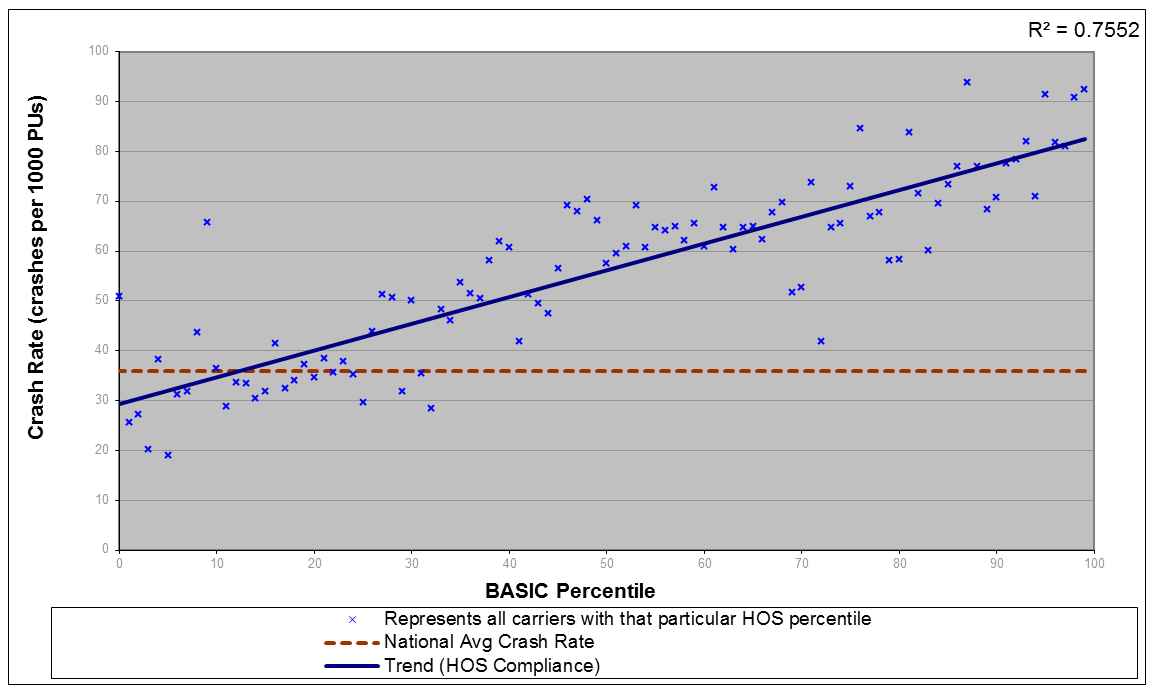 R² = 0.7552
100
90
80
70
60
50
40
30
20
10
0
Crash Rate (crashes per 1000 PUs)
0 10 20 30 40 50 60 70 80 90 100
BASIC Percentile
Represents all carriers with that particular HOS percentile
National Avg Crash Rate
Trend (HOS Compliance)